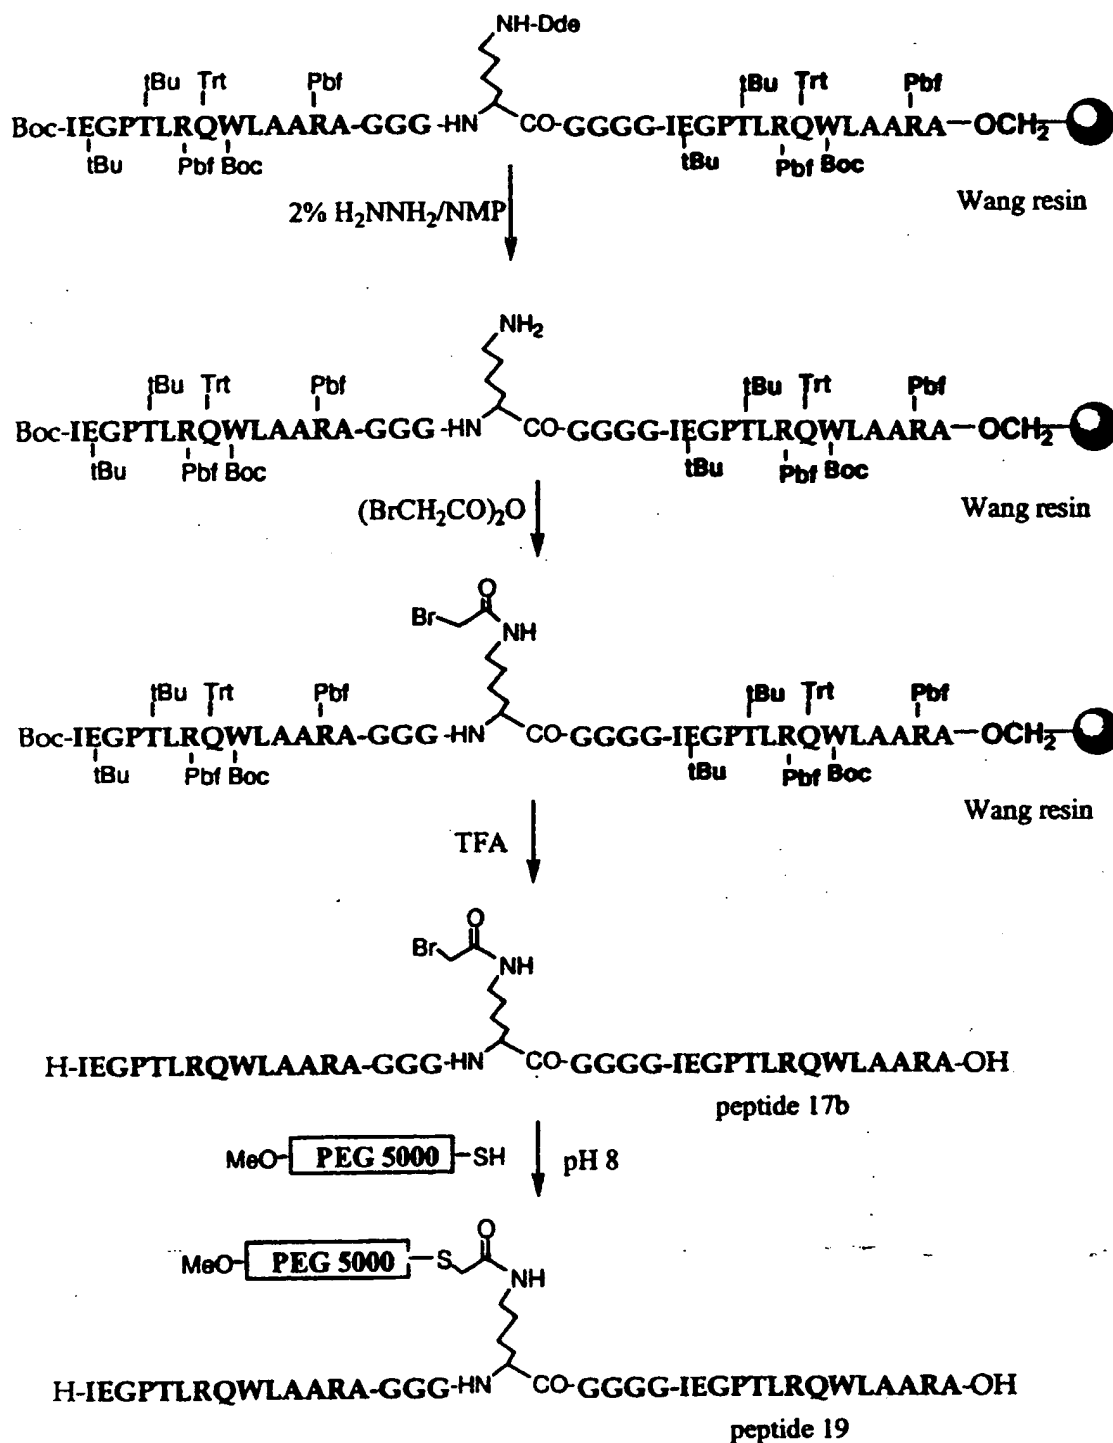 NH-Dde
tBu Trt Pbf tBu Trt Pbf
Boc-IEGPTLRQWLAARA-GGG-HN CO-GGGG-IEGPTLRQWLAARA-OCH₂
tBu Pbf Boc tBu Pbf Boc
Wang resin
2% H₂NNH₂/NMP
NH₂
tBu Trt Pbf tBu Trt Pbf
Boc-IEGPTLRQWLAARA-GGG-HN CO-GGGG-IEGPTLRQWLAARA-OCH₂
tBu Pbf Boc tBu Pbf Boc
Wang resin
(BrCH₂CO)₂O
O
Br NH
tBu Trt Pbf tBu Trt Pbf
Boc-IEGPTLRQWLAARA-GGG-HN CO-GGGG-IEGPTLRQWLAARA-OCH₂
tBu Pbf Boc tBu Pbf Boc
Wang resin
TFA
O
Br NH
H-IEGPTLRQWLAARA-GGG-HN CO-GGGG-IEGPTLRQWLAARA-OH
peptide 17b
MeO- PEG 5000 -SH pH 8
O
MeO- PEG 5000 -S NH
H-IEGPTLRQWLAARA-GGG-HN CO-GGGG-IEGPTLRQWLAARA-OH
peptide 19